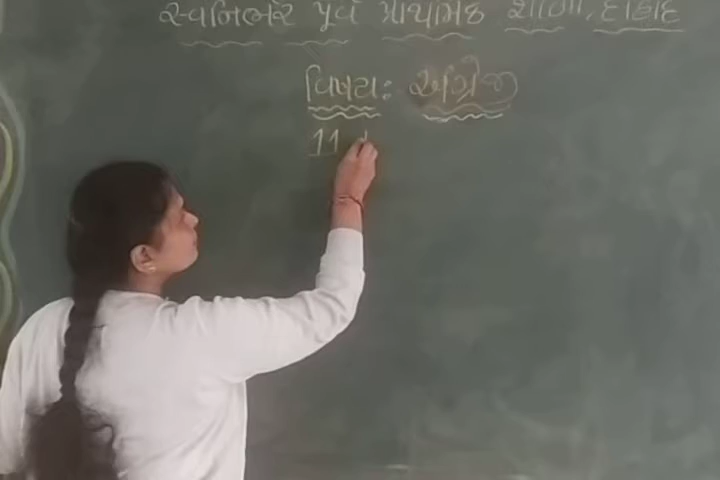 સ્વનિર્ભર પૂર્વ પ્રાથમિક શાળા, દાહોદ
વિષય: અંગ્રેજી
11